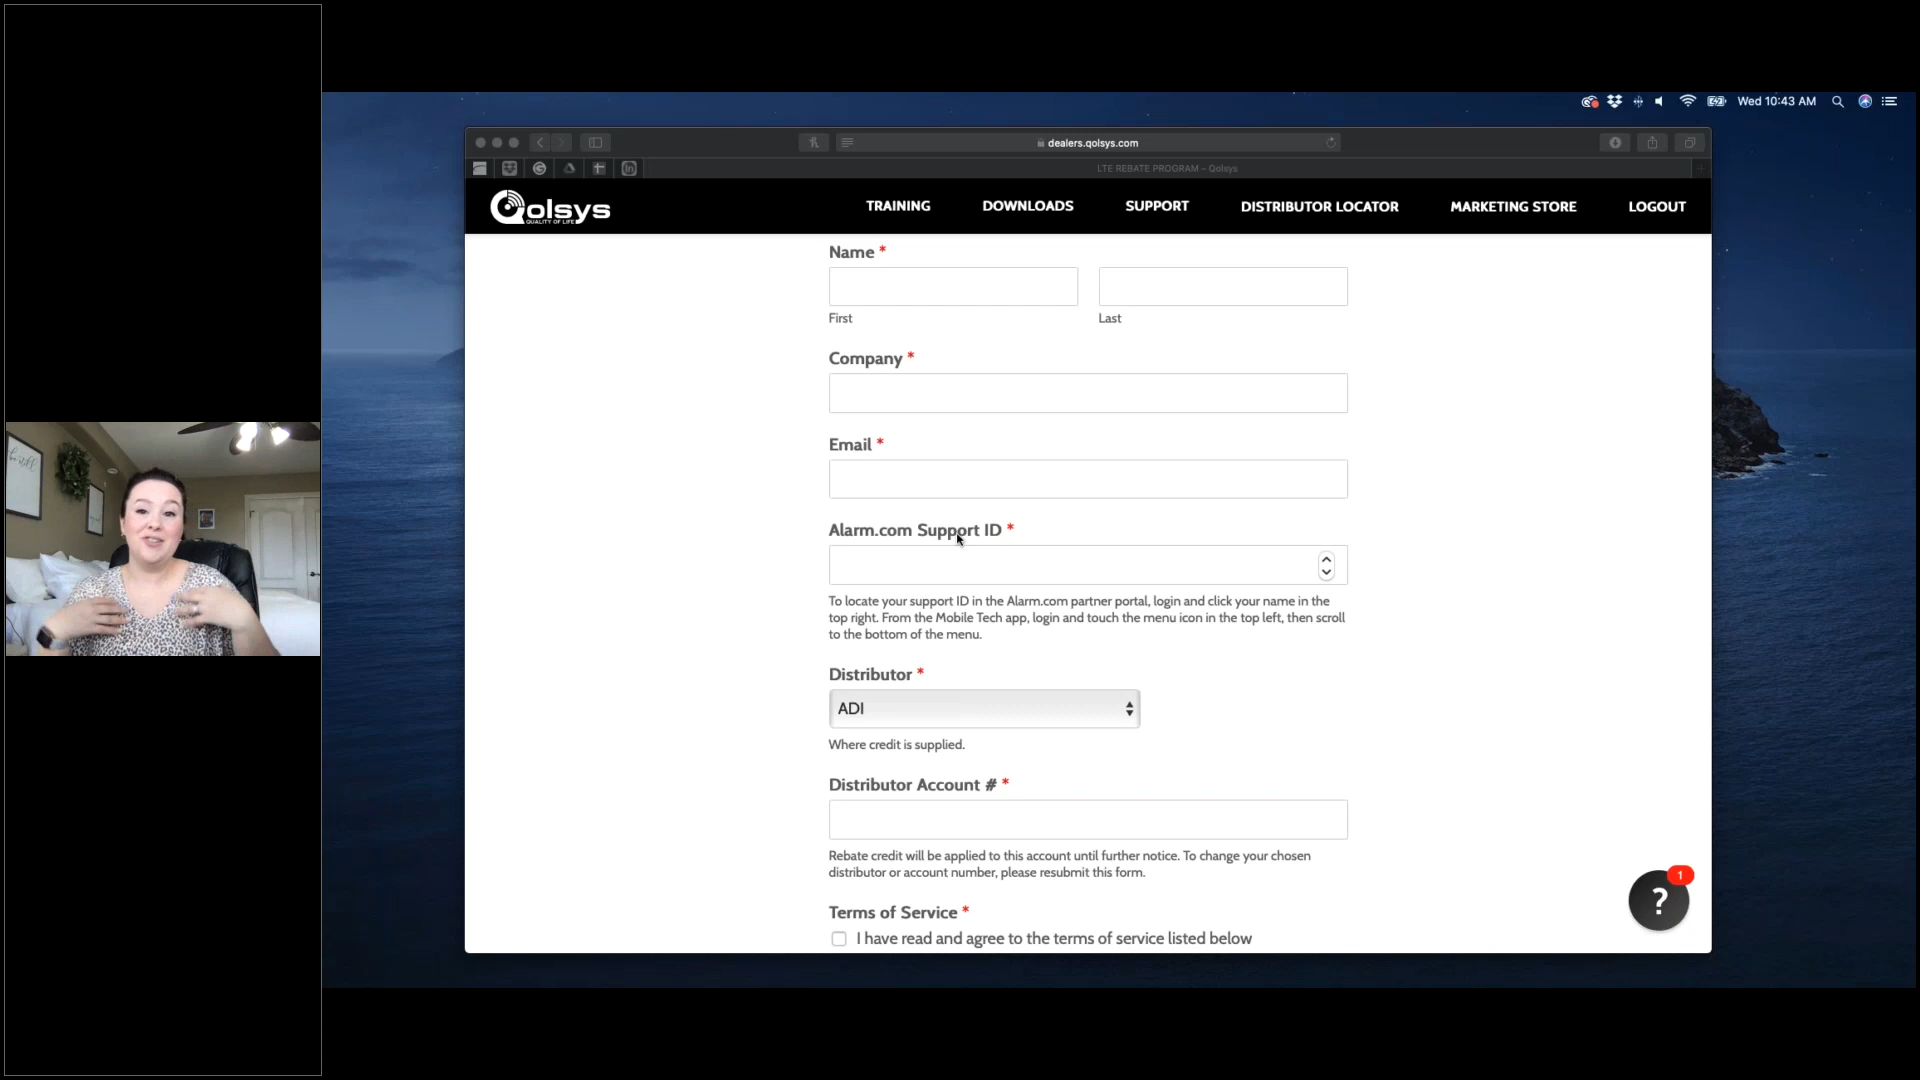 Wed 10:43 AM
dealers.qolsys.com
LTE REBATE PROGRAM – Qolsys
Qolsys
QUALITY OF LIFE
TRAINING
DOWNLOADS
SUPPORT
DISTRIBUTOR LOCATOR
MARKETING STORE
LOGOUT
Name *
First
Last
Company *
Email *
Alarm.com Support ID *
To locate your support ID in the Alarm.com partner portal, login and click your name in the
top right. From the Mobile Tech app, login and touch the menu icon in the top left, then scroll
to the bottom of the menu.
Distributor *
ADI
Where credit is supplied.
Distributor Account # *
Rebate credit will be applied to this account until further notice. To change your chosen
distributor or account number, please resubmit this form.
Terms of Service *
I have read and agree to the terms of service listed below
1
?